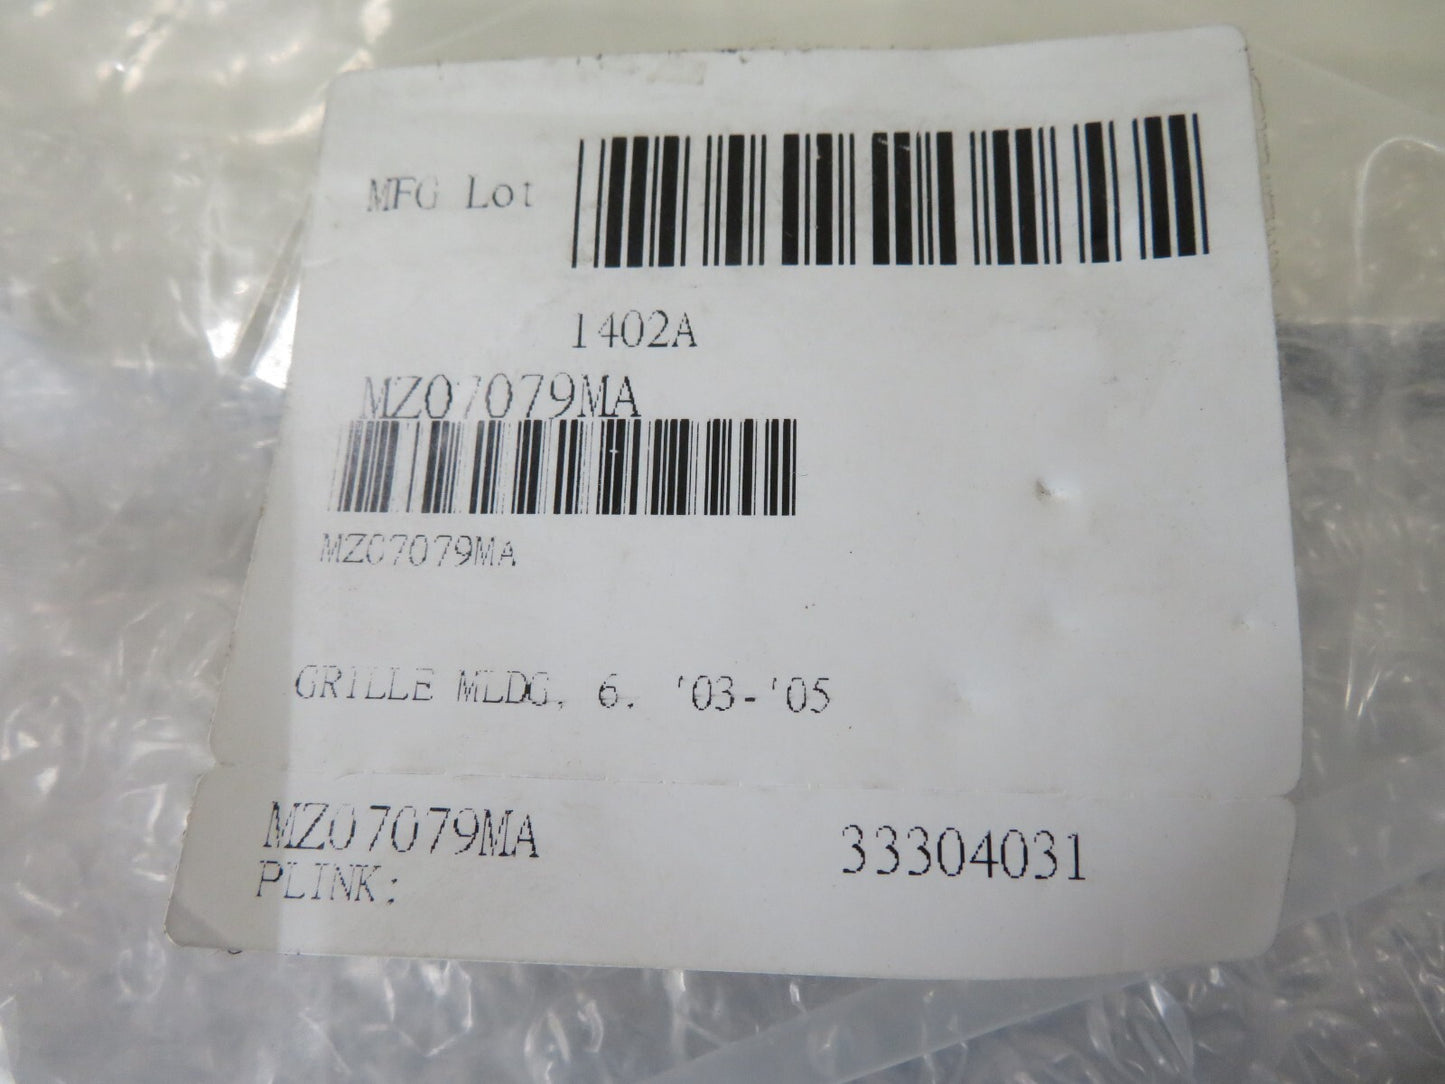 MFG Lot
1402A
MZ07079MA
MZ07079MA
GRILLE MLDG, 6. '03-'05
MZ07079MA 33304031
PLINK: